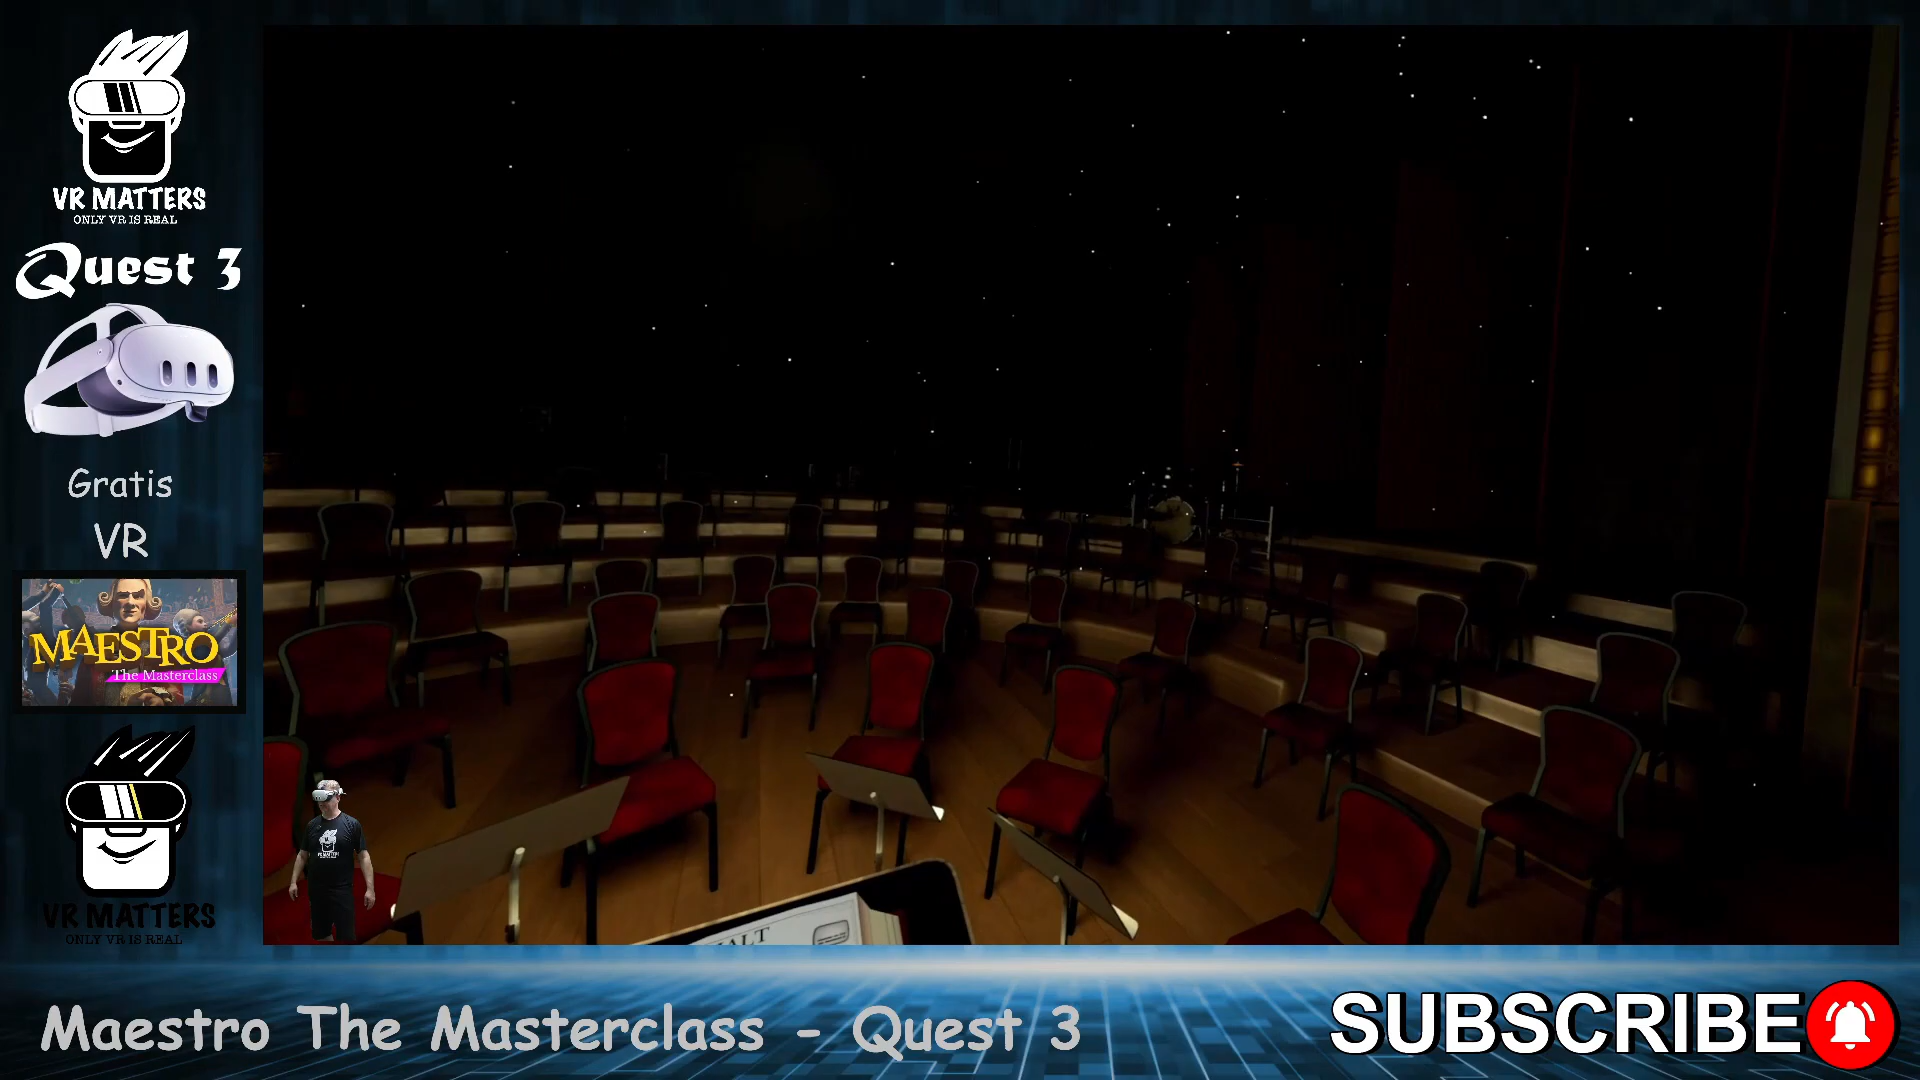 VR MATTERS
ONLY VR IS REAL
Quest 3
Gratis
VR
MAESTRO
The Masterclass
VR MATTERS
ONLY VR IS REAL
Maestro The Masterclass - Quest 3
SUBSCRIBE